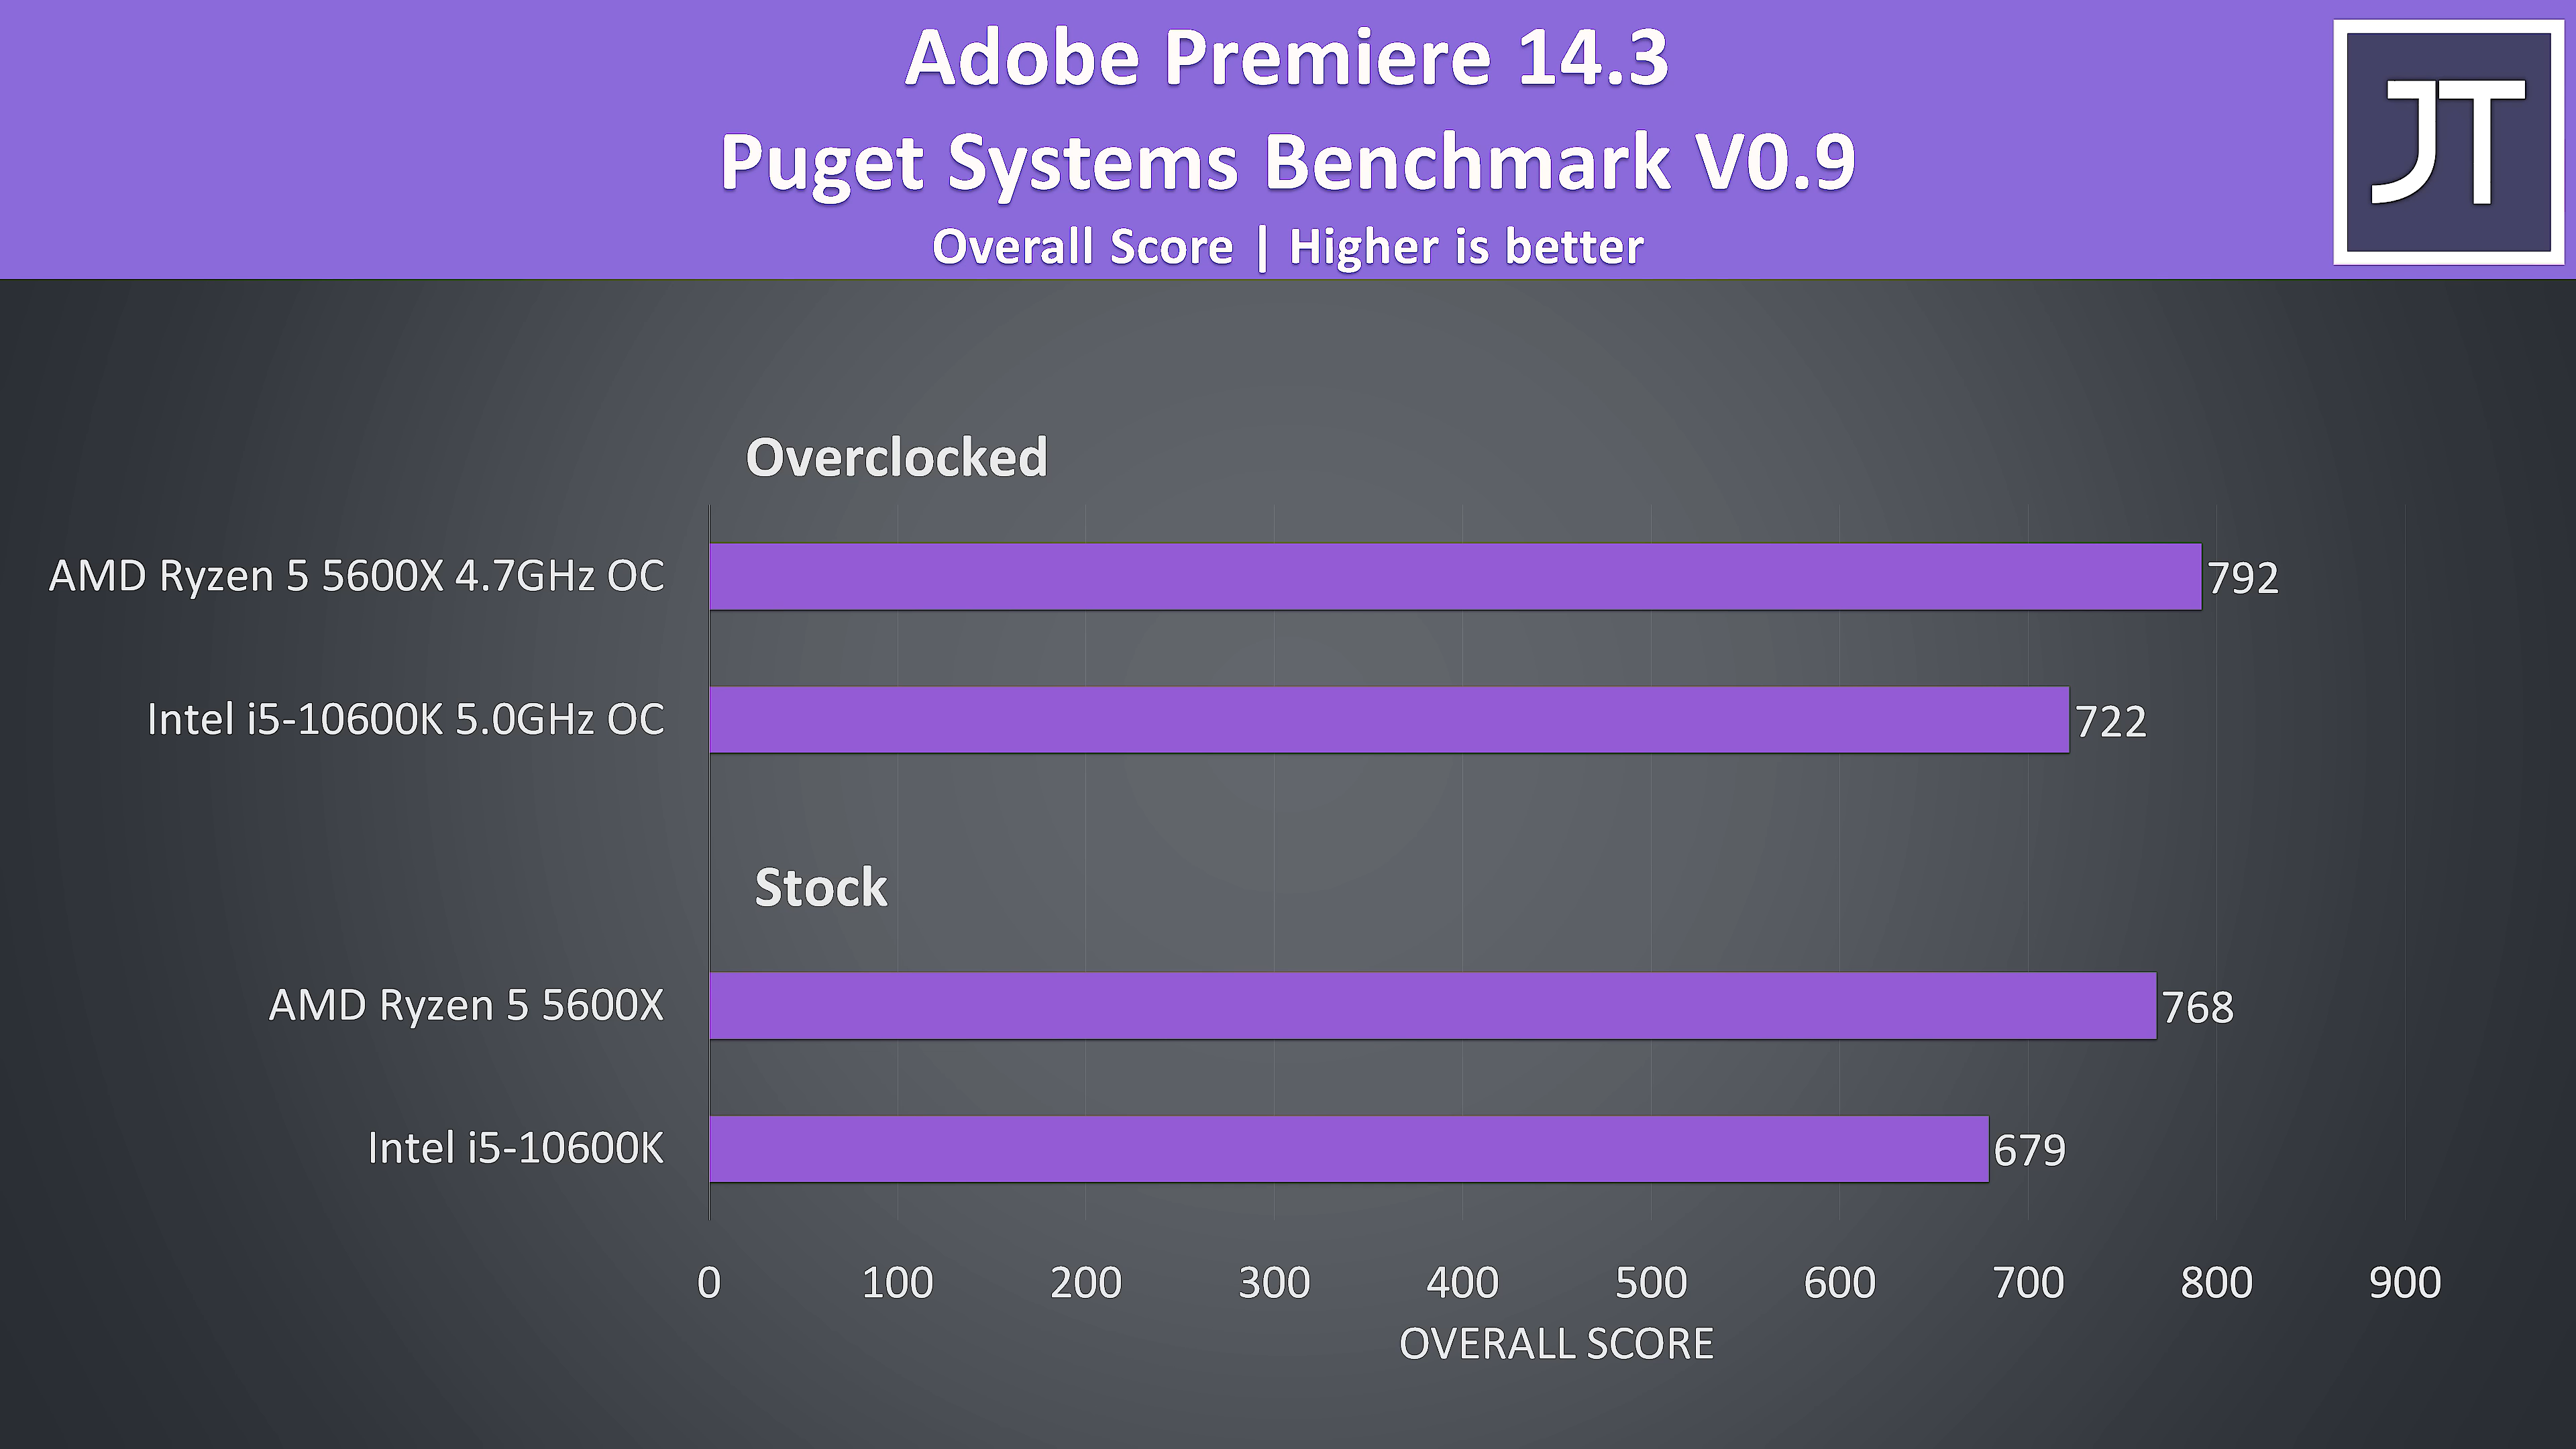 Adobe Premiere 14.3
Puget Systems Benchmark V0.9
Overall Score | Higher is better
JT
Overclocked
AMD Ryzen 5 5600X 4.7GHz OC
792
Intel i5-10600K 5.0GHz OC
722
Stock
AMD Ryzen 5 5600X
768
Intel i5-10600K
679
0 100 200 300 400 500 600 700 800 900
OVERALL SCORE